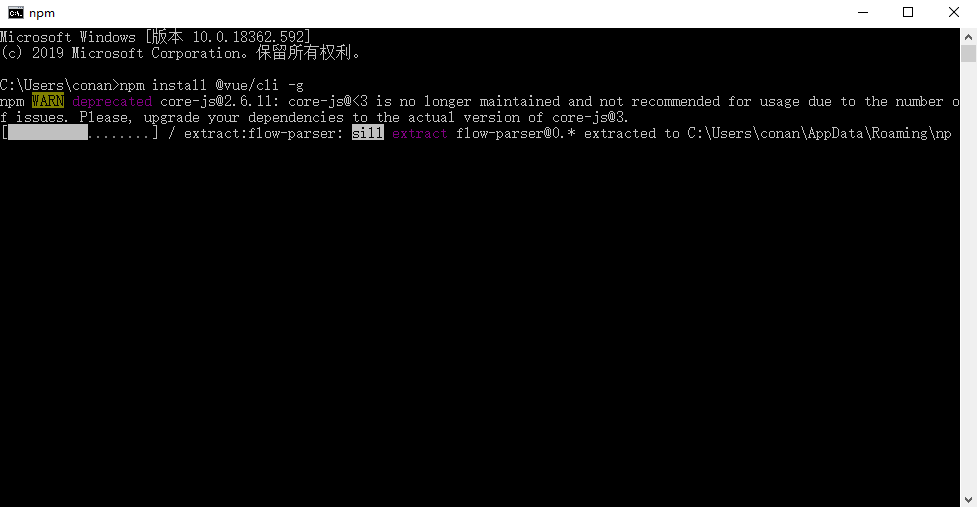 npm
Microsoft Windows [版本 10.0.18362.592]
(c) 2019 Microsoft Corporation。保留所有权利。
C:\Users\conan>npm install @vue/cli -g
npm WARN deprecated core-js@2.6.11: core-js@<3 is no longer maintained and not recommended for usage due to the number o
f issues. Please, upgrade your dependencies to the actual version of core-js@3.
[          ........] / extract:flow-parser: sill extract flow-parser@0.* extracted to C:\Users\conan\AppData\Roaming\np